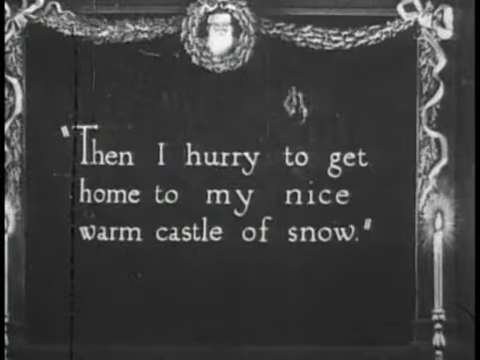 "Then I hurry to get
home to my nice
warm castle of snow."